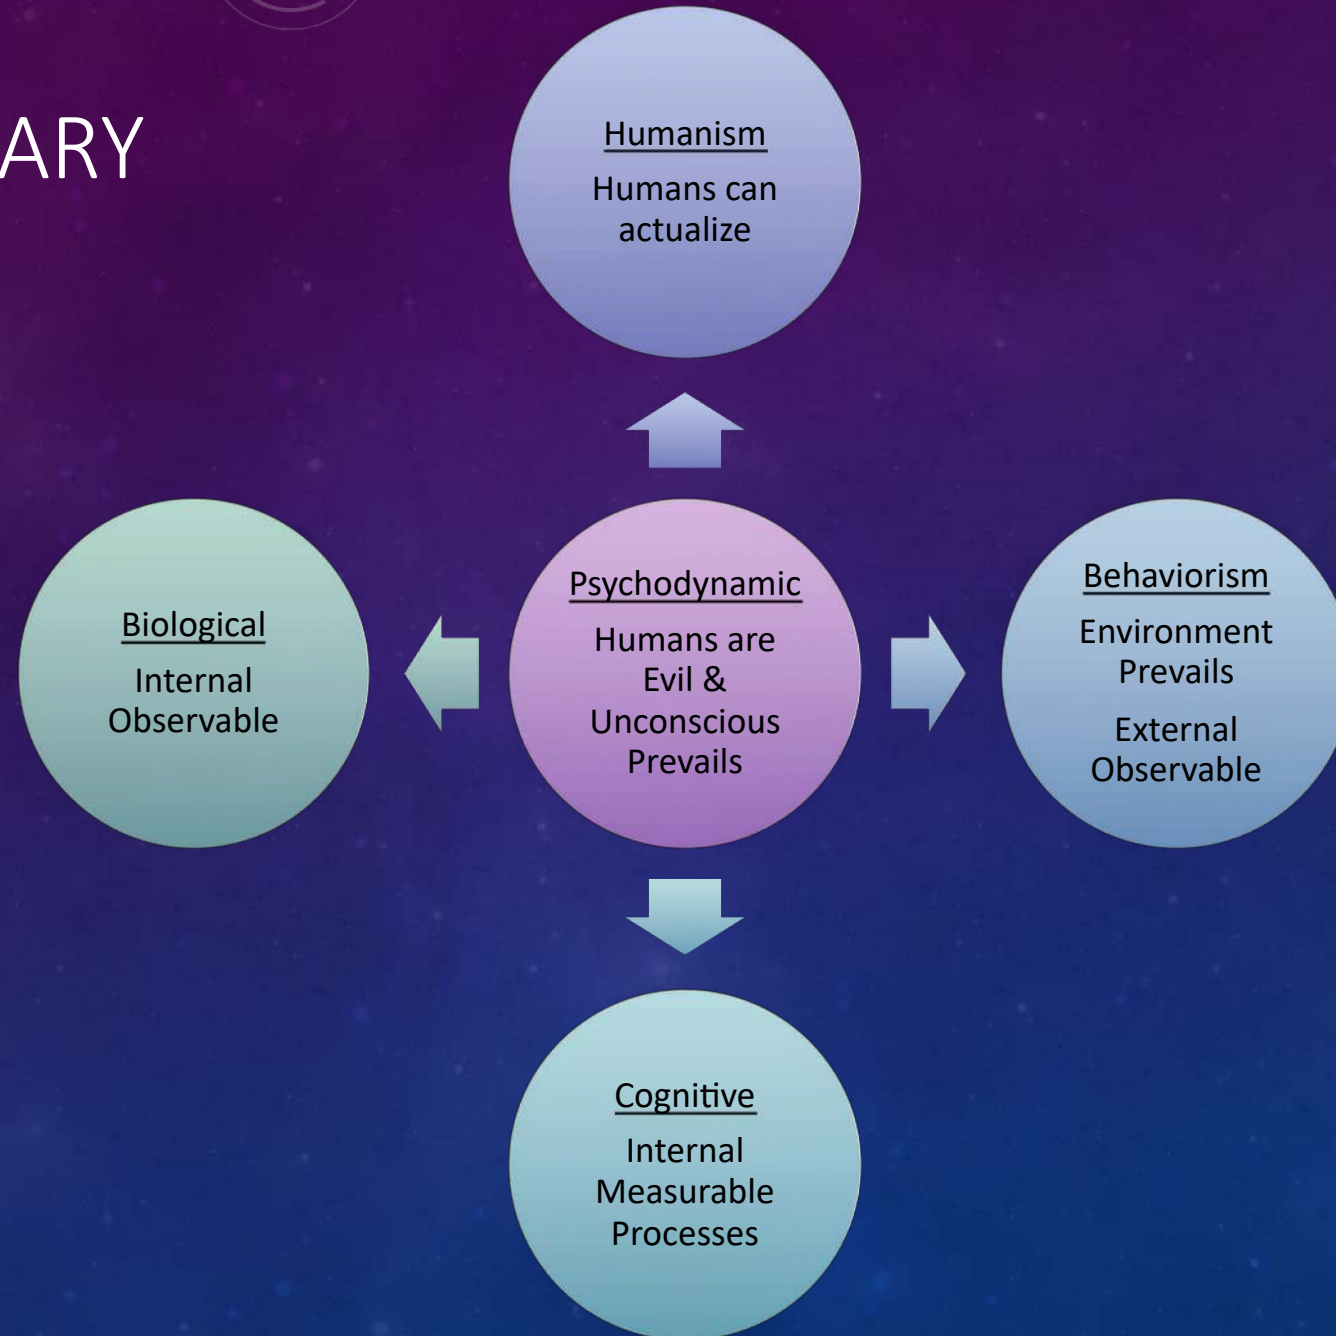 ARY
Humanism
Humans can
actualize
Biological
Internal
Observable
Psychodynamic
Humans are
Evil &
Unconscious
Prevails
Behaviorism
Environment
Prevails
External
Observable
Cognitive
Internal
Measurable
Processes